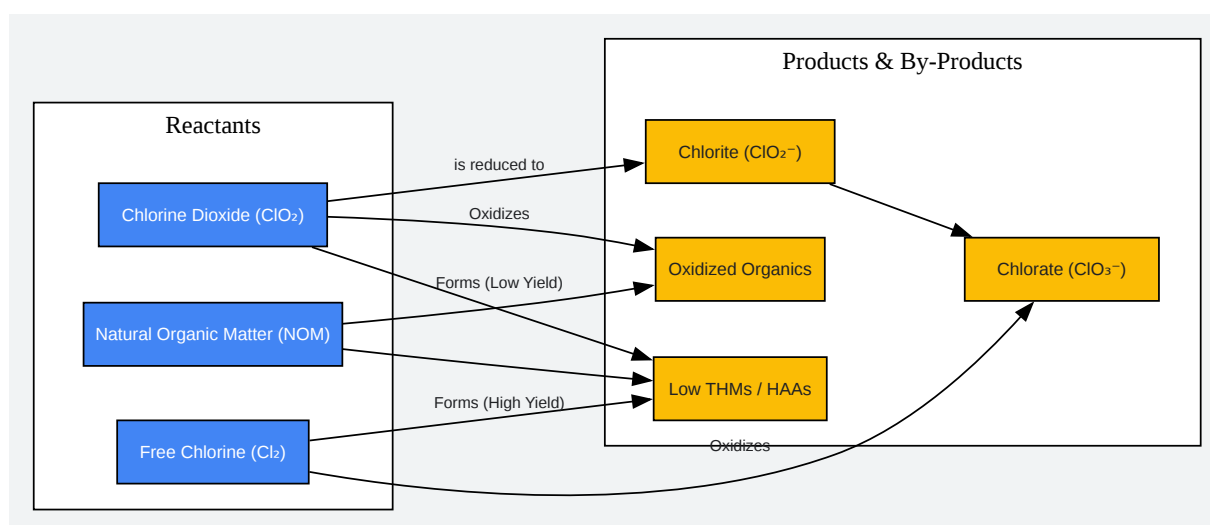 Products & By-Products
Reactants
Chlorine Dioxide (ClO₂)
Natural Organic Matter (NOM)
Free Chlorine (Cl₂)
is reduced to
Oxidizes
Forms (Low Yield)
Forms (High Yield)
Oxidizes
Chlorite (ClO₂⁻)
Oxidized Organics
Low THMs / HAAs
Chlorate (ClO₃⁻)